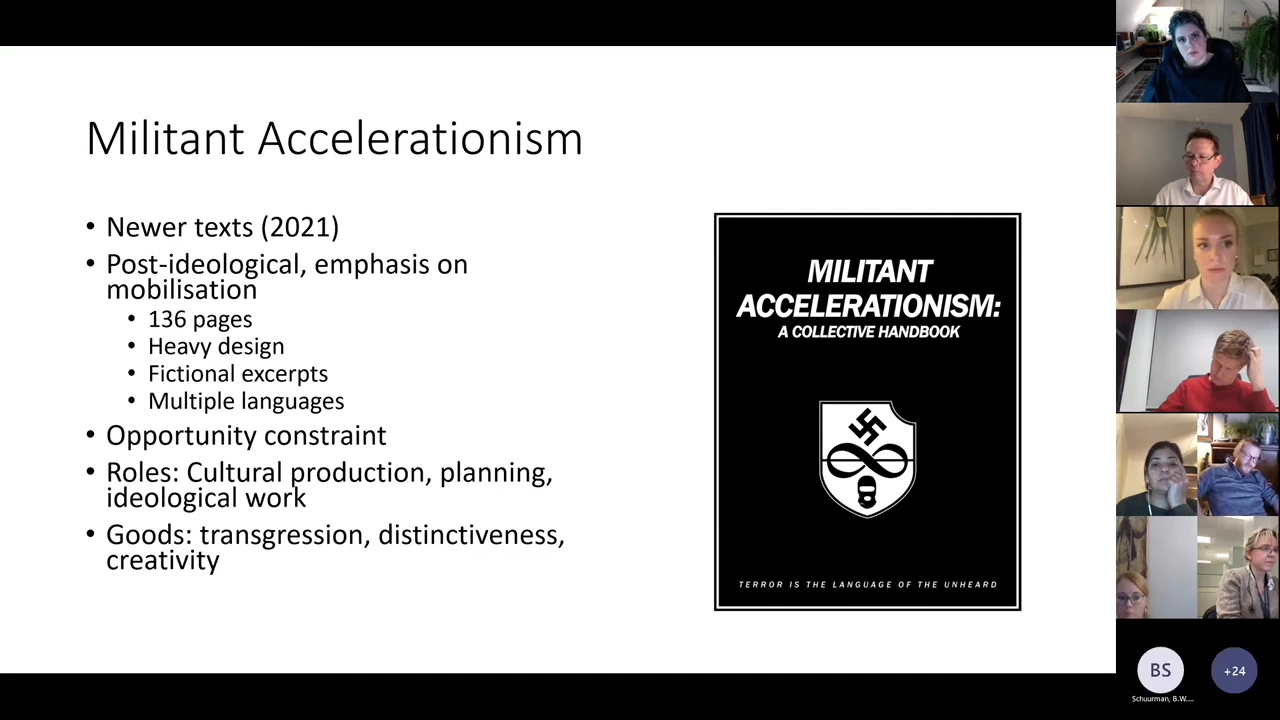 Militant Accelerationism
• Newer texts (2021)
• Post-ideological, emphasis on
mobilisation
• 136 pages
• Heavy design
• Fictional excerpts
• Multiple languages
• Opportunity constraint
• Roles: Cultural production, planning,
ideological work
• Goods: transgression, distinctiveness,
creativity
MILITANT
ACCELERATIONISM:
A COLLECTIVE HANDBOOK
TERROR IS THE LANGUAGE OF THE UNHEARD
BS
+24
Schuurman, B.W....